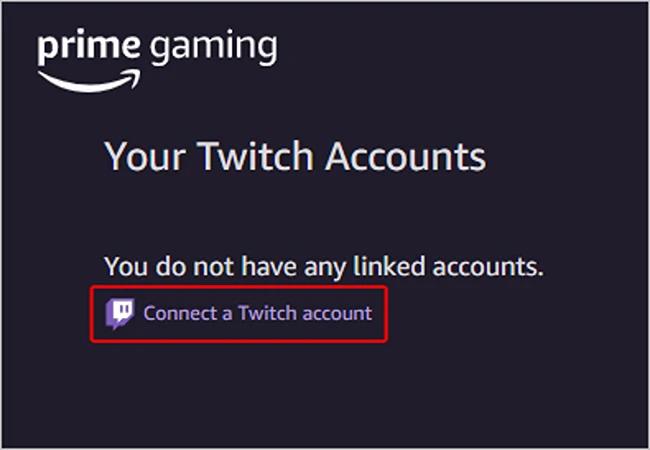 prime gaming
Your Twitch Accounts
You do not have any linked accounts.
Connect a Twitch account